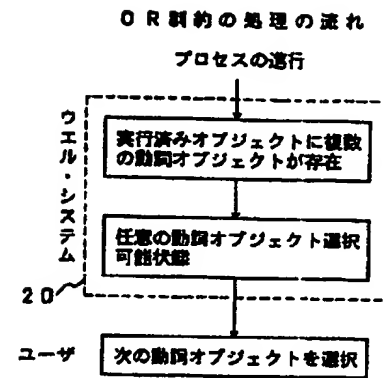 OR制約の処理の流れ
プロセスの進行
ウエル・システム
実行済みオブジェクトに複数
の動詞オブジェクトが存在
任意の動詞オブジェクト選択
可能状態
20
ユーザ
次の動詞オブジェクトを選択